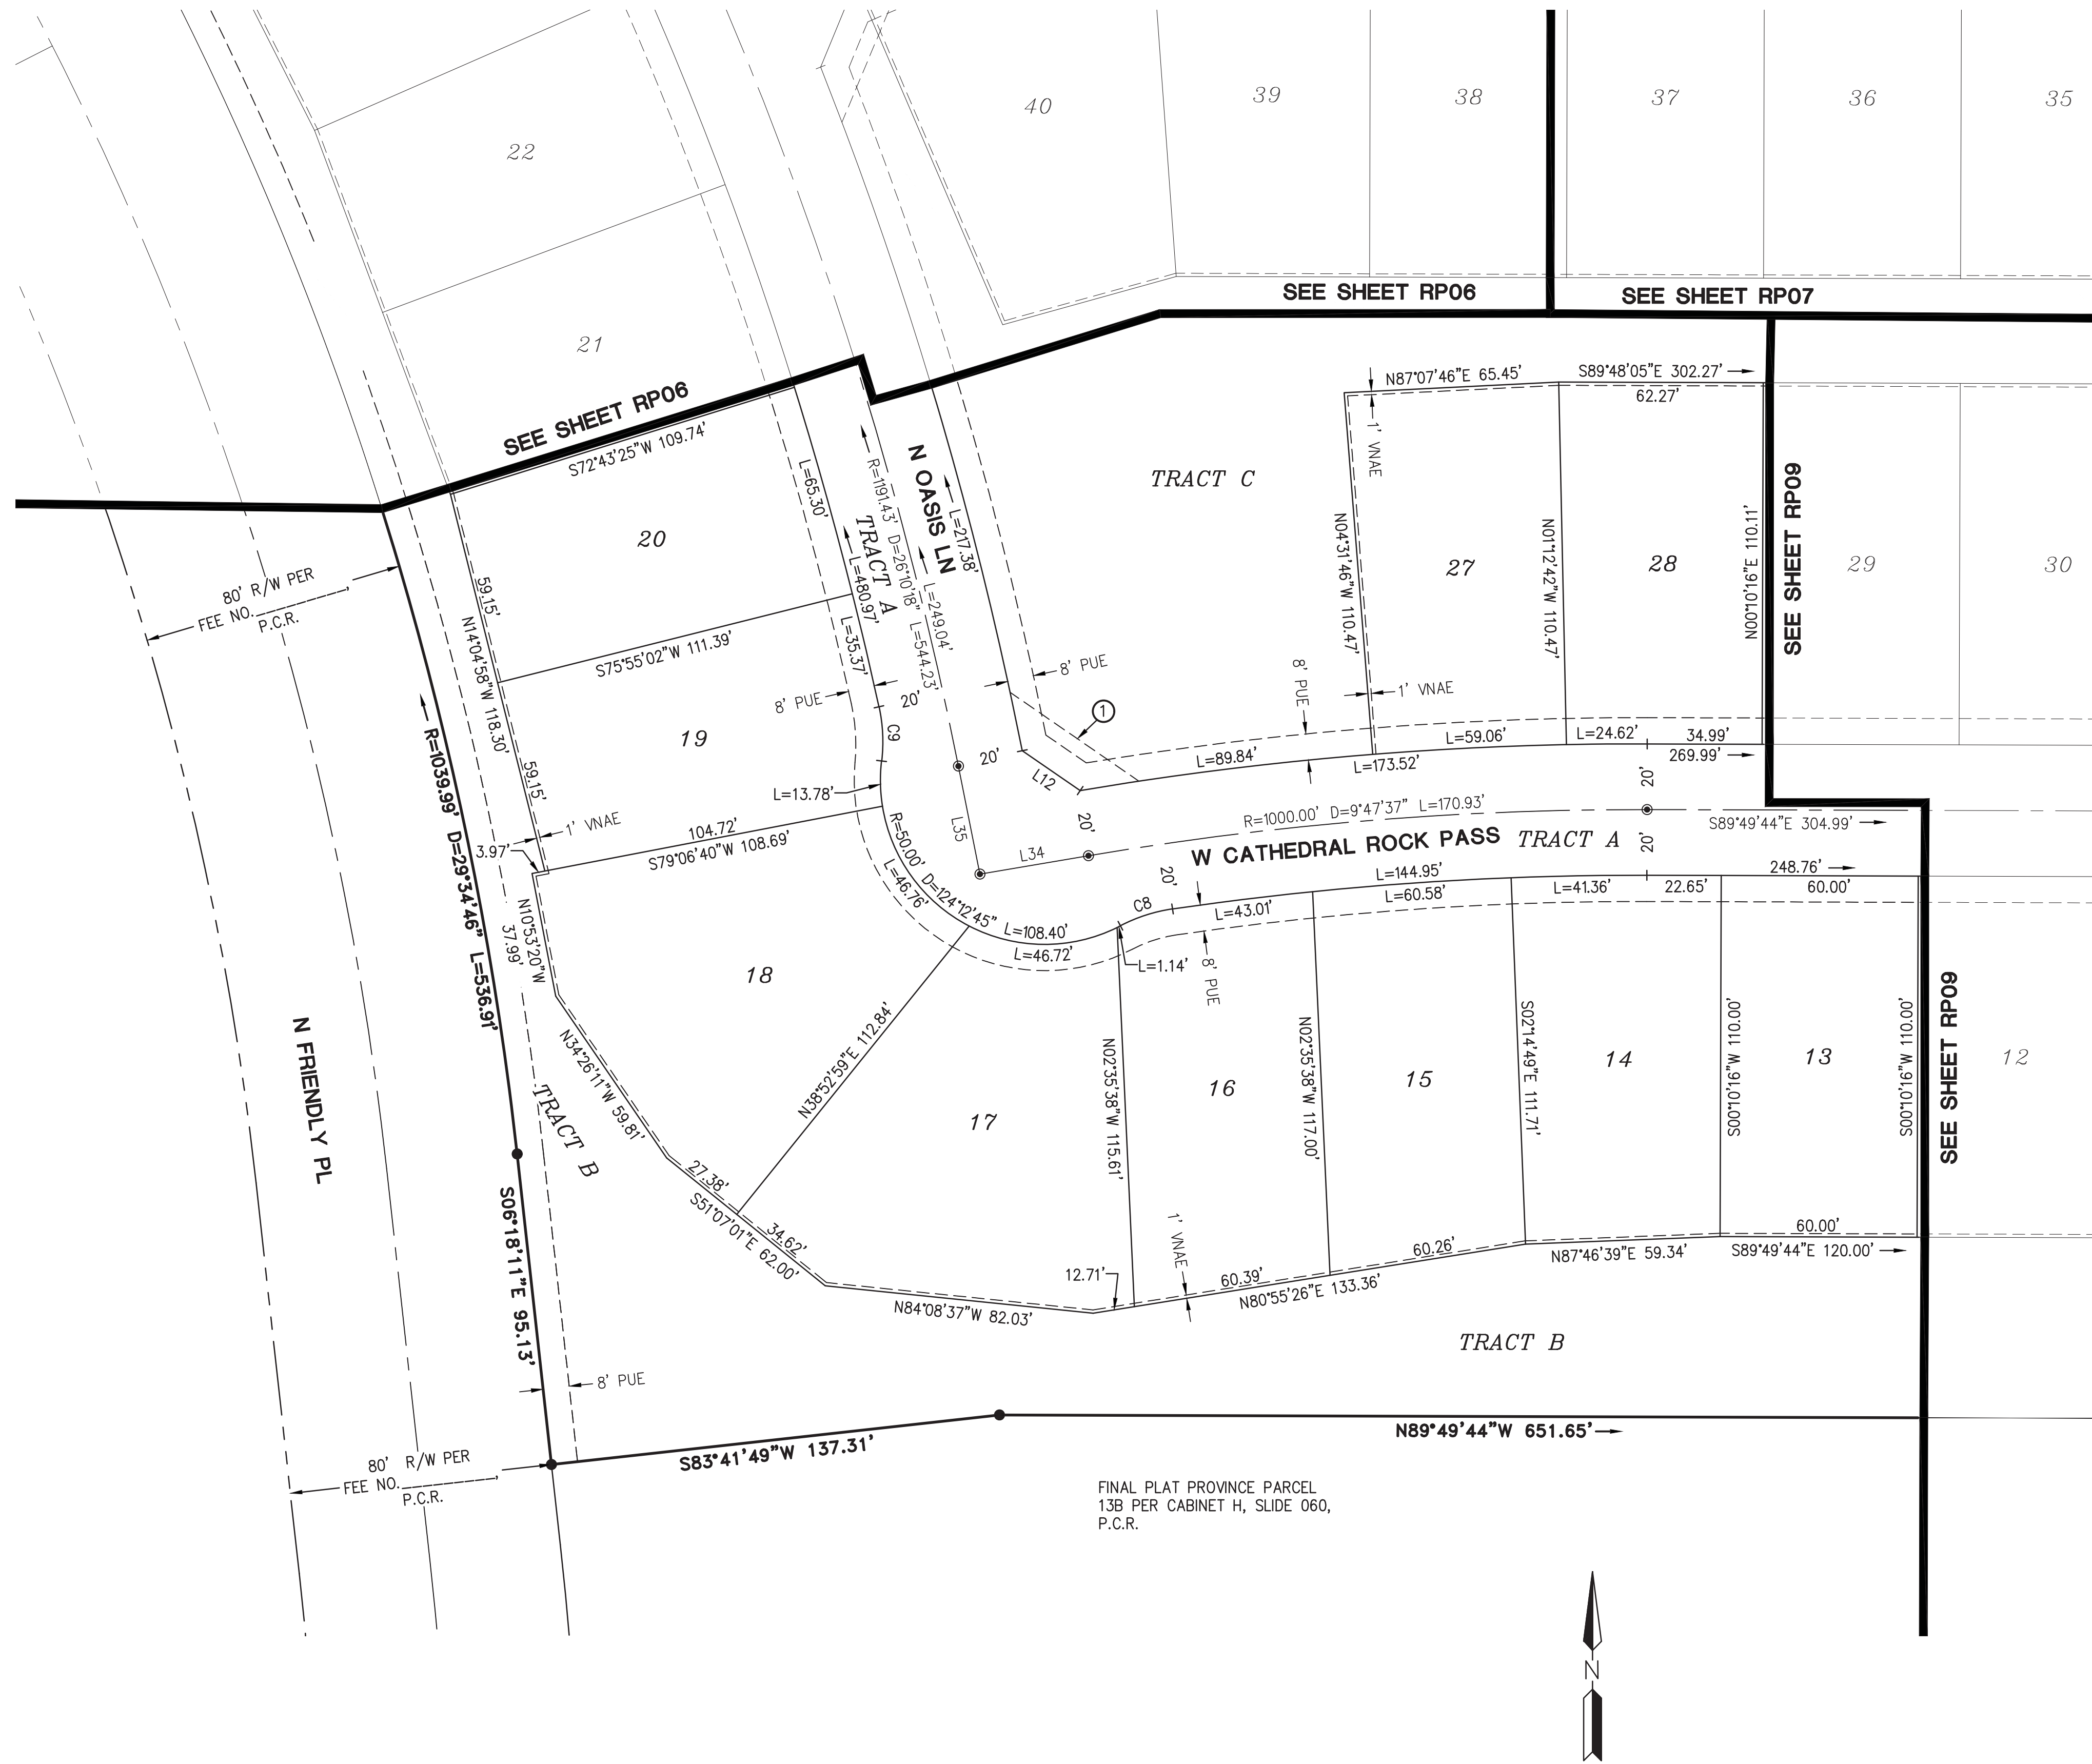 40
39
38
37
36
35
22
21
SEE SHEET RP06
SEE SHEET RP07
SEE SHEET RP06
S72°43'25"W 109.74'
N87°07'46"E 65.45'
S89°48'05"E 302.27'
62.27'
1' VNAE
TRACT C
N OASIS LN
L=65.30'
TRACT A
R=1191.43' D=26°10'18" L=544.23'
L=217.38'
L=480.97'
L=249.04'
L=35.37'
20
59.15'
N14°04'58"W 118.30'
59.15'
S75°55'02"W 111.39'
80' R/W PER
FEE NO.
P.C.R.
N04°31'46"W 110.47'
27
N01°12'42"W 110.47'
28
N00°10'16"E 110.11'
SEE SHEET RP09
29
30
8' PUE
8' PUE
8' PUE
1' VNAE
20'
C9
19
1
20'
L12
L=89.84'
L=59.06'
L=173.52'
L=24.62'
34.99'
269.99'
20'
L=13.78'
R=1039.99' D=29°34'46" L=536.91'
1' VNAE
3.97'
104.72'
S79°06'40"W 108.69'
R=50.00' D=124°12'45" L=108.40'
L=46.76'
L=46.72'
L35
L34
20'
R=1000.00' D=9°47'37" L=170.93'
W CATHEDRAL ROCK PASS
TRACT A
20'
S89°49'44"E 304.99'
C8
20'
L=144.95'
L=43.01'
L=60.58'
L=41.36'
22.65'
248.76'
60.00'
L=1.14'
8' PUE
N10°53'20"W
37.99'
18
N34°26'11"W 59.81'
N38°52'59"E 112.84'
17
N FRIENDLY PL
TRACT B
N02°35'38"W 115.61'
16
N02°35'38"W 117.00'
15
S02°14'49"E 111.71'
14
S00°10'16"W 110.00'
13
S00°10'16"W 110.00'
SEE SHEET RP09
12
27.38'
S51°07'01"E 62.00'
34.62'
S06°18'11"E 95.13'
1' VNAE
12.71'
60.39'
60.26'
N80°55'26"E 133.36'
N84°08'37"W 82.03'
N87°46'39"E 59.34'
60.00'
S89°49'44"E 120.00'
TRACT B
8' PUE
S83°41'49"W 137.31'
N89°49'44"W 651.65'
80' R/W PER
FEE NO.
P.C.R.
FINAL PLAT PROVINCE PARCEL
13B PER CABINET H, SLIDE 060,
P.C.R.
N